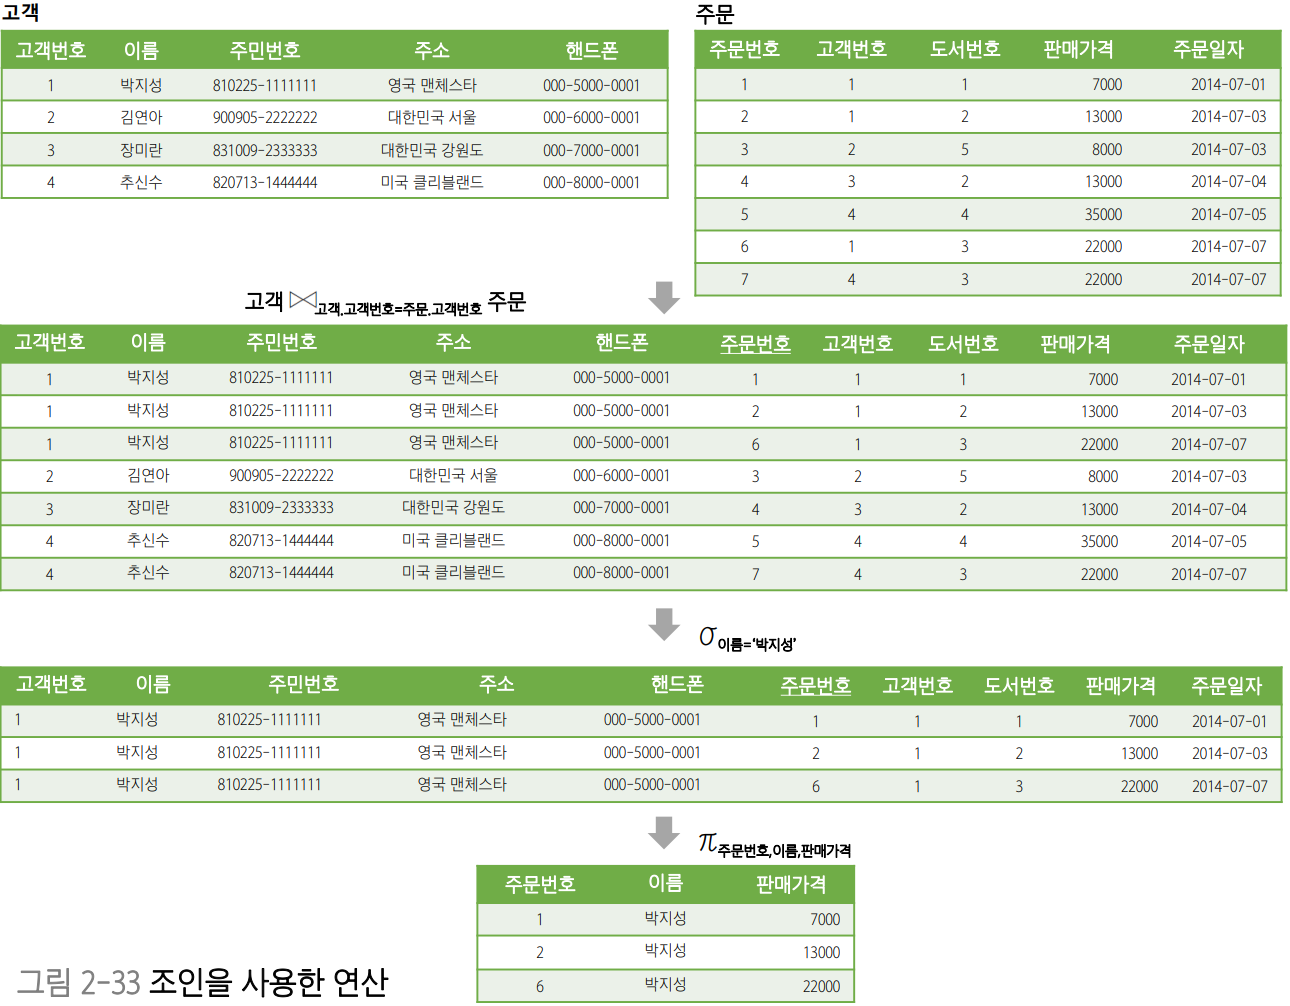 고객
고객번호 이름 주민번호 주소 핸드폰
1 박지성 810225-1111111 영국 맨체스타 000-5000-0001
2 김연아 900905-2222222 대한민국 서울 000-6000-0001
3 장미란 831009-2333333 대한민국 강원도 000-7000-0001
4 추신수 820713-1444444 미국 클리블랜드 000-8000-0001
주문
주문번호 고객번호 도서번호 판매가격 주문일자
1 1 1 7000 2014-07-01
2 1 2 13000 2014-07-03
3 2 5 8000 2014-07-03
4 3 2 13000 2014-07-04
5 4 4 35000 2014-07-05
6 1 3 22000 2014-07-07
7 4 3 22000 2014-07-07
고객 ⋈ 고객.고객번호=주문.고객번호 주문
고객번호 이름 주민번호 주소 핸드폰 주문번호 고객번호 도서번호 판매가격 주문일자
1 박지성 810225-1111111 영국 맨체스타 000-5000-0001 1 1 1 7000 2014-07-01
1 박지성 810225-1111111 영국 맨체스타 000-5000-0001 2 1 2 13000 2014-07-03
1 박지성 810225-1111111 영국 맨체스타 000-5000-0001 6 1 3 22000 2014-07-07
2 김연아 900905-2222222 대한민국 서울 000-6000-0001 3 2 5 8000 2014-07-03
3 장미란 831009-2333333 대한민국 강원도 000-7000-0001 4 3 2 13000 2014-07-04
4 추신수 820713-1444444 미국 클리블랜드 000-8000-0001 5 4 4 35000 2014-07-05
4 추신수 820713-1444444 미국 클리블랜드 000-8000-0001 7 4 3 22000 2014-07-07
σ 이름=‘박지성’
고객번호 이름 주민번호 주소 핸드폰 주문번호 고객번호 도서번호 판매가격 주문일자
1 박지성 810225-1111111 영국 맨체스타 000-5000-0001 1 1 1 7000 2014-07-01
1 박지성 810225-1111111 영국 맨체스타 000-5000-0001 2 1 2 13000 2014-07-03
1 박지성 810225-1111111 영국 맨체스타 000-5000-0001 6 1 3 22000 2014-07-07
π 주문번호,이름,판매가격
주문번호 이름 판매가격
1 박지성 7000
2 박지성 13000
6 박지성 22000
그림 2-33 조인을 사용한 연산